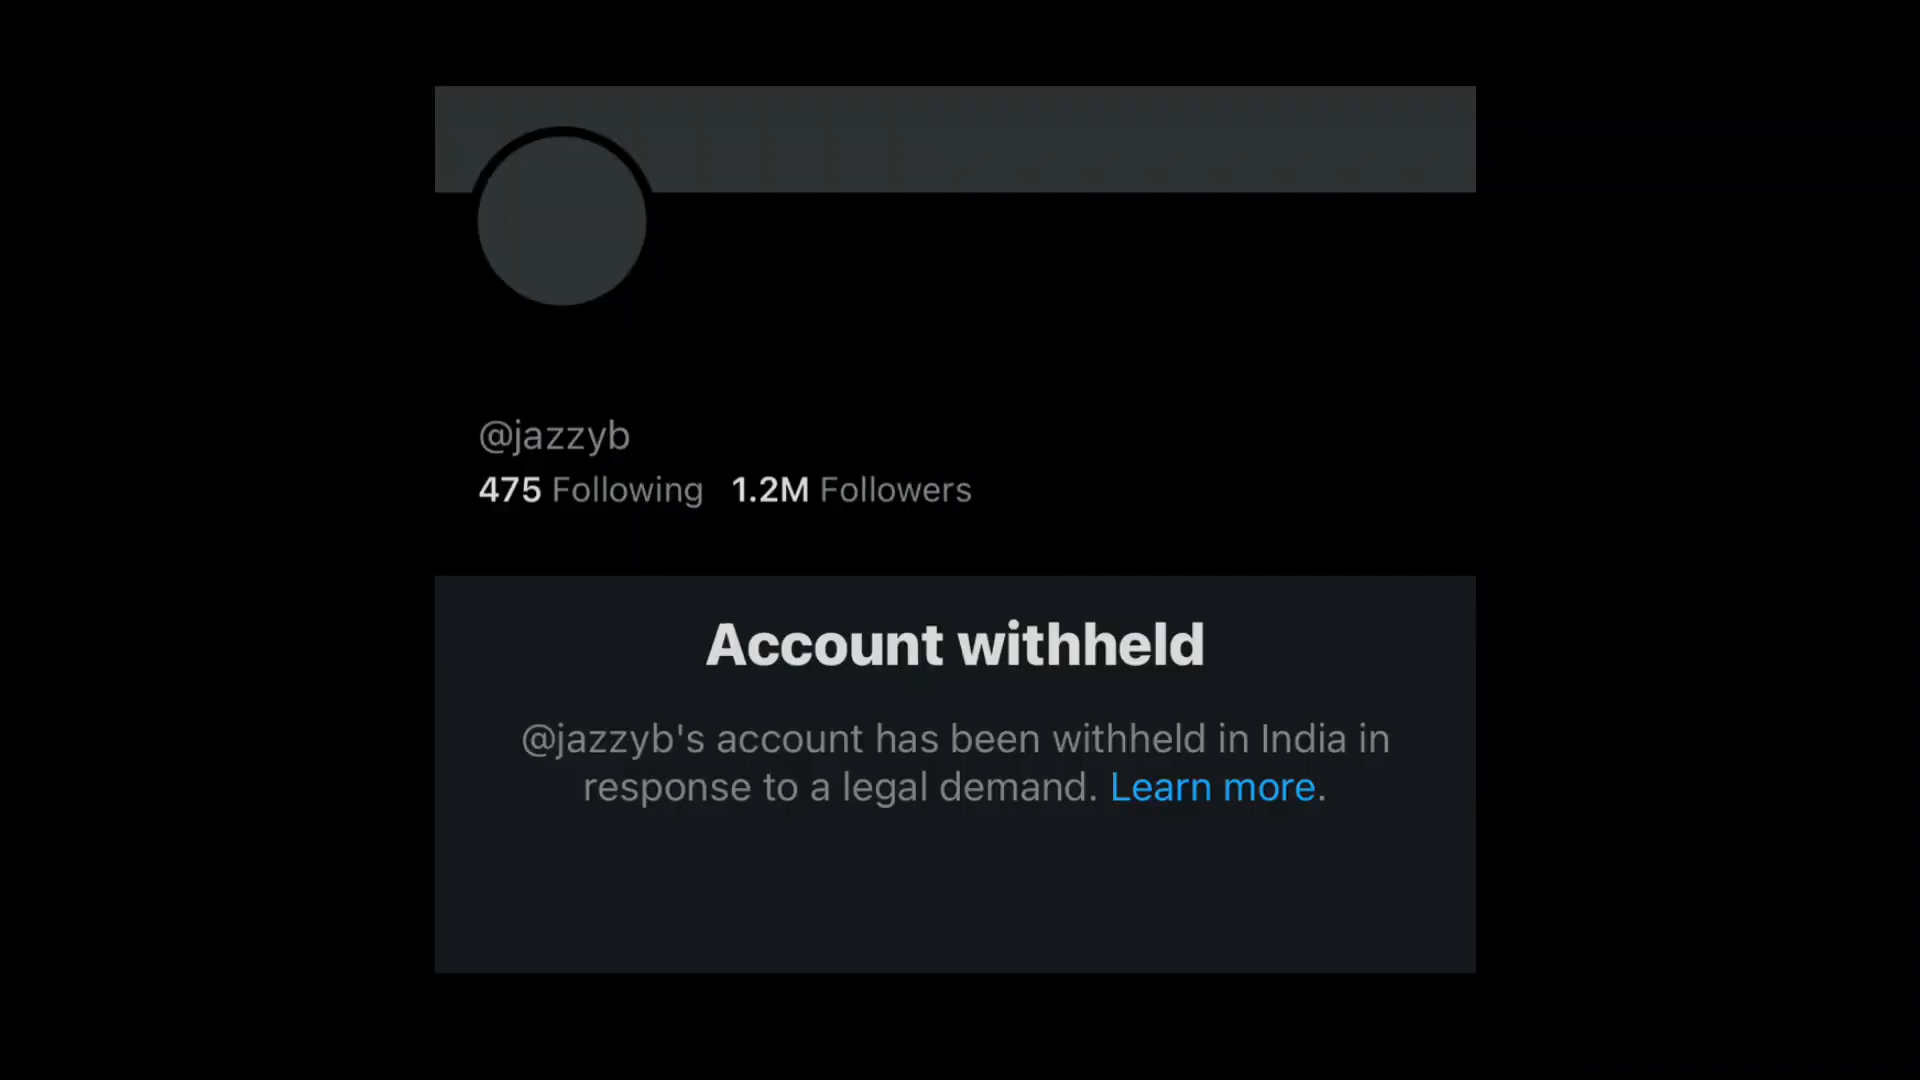 @jazzyb
475 Following 1.2M Followers
Account withheld
@jazzyb's account has been withheld in India in
response to a legal demand. Learn more.